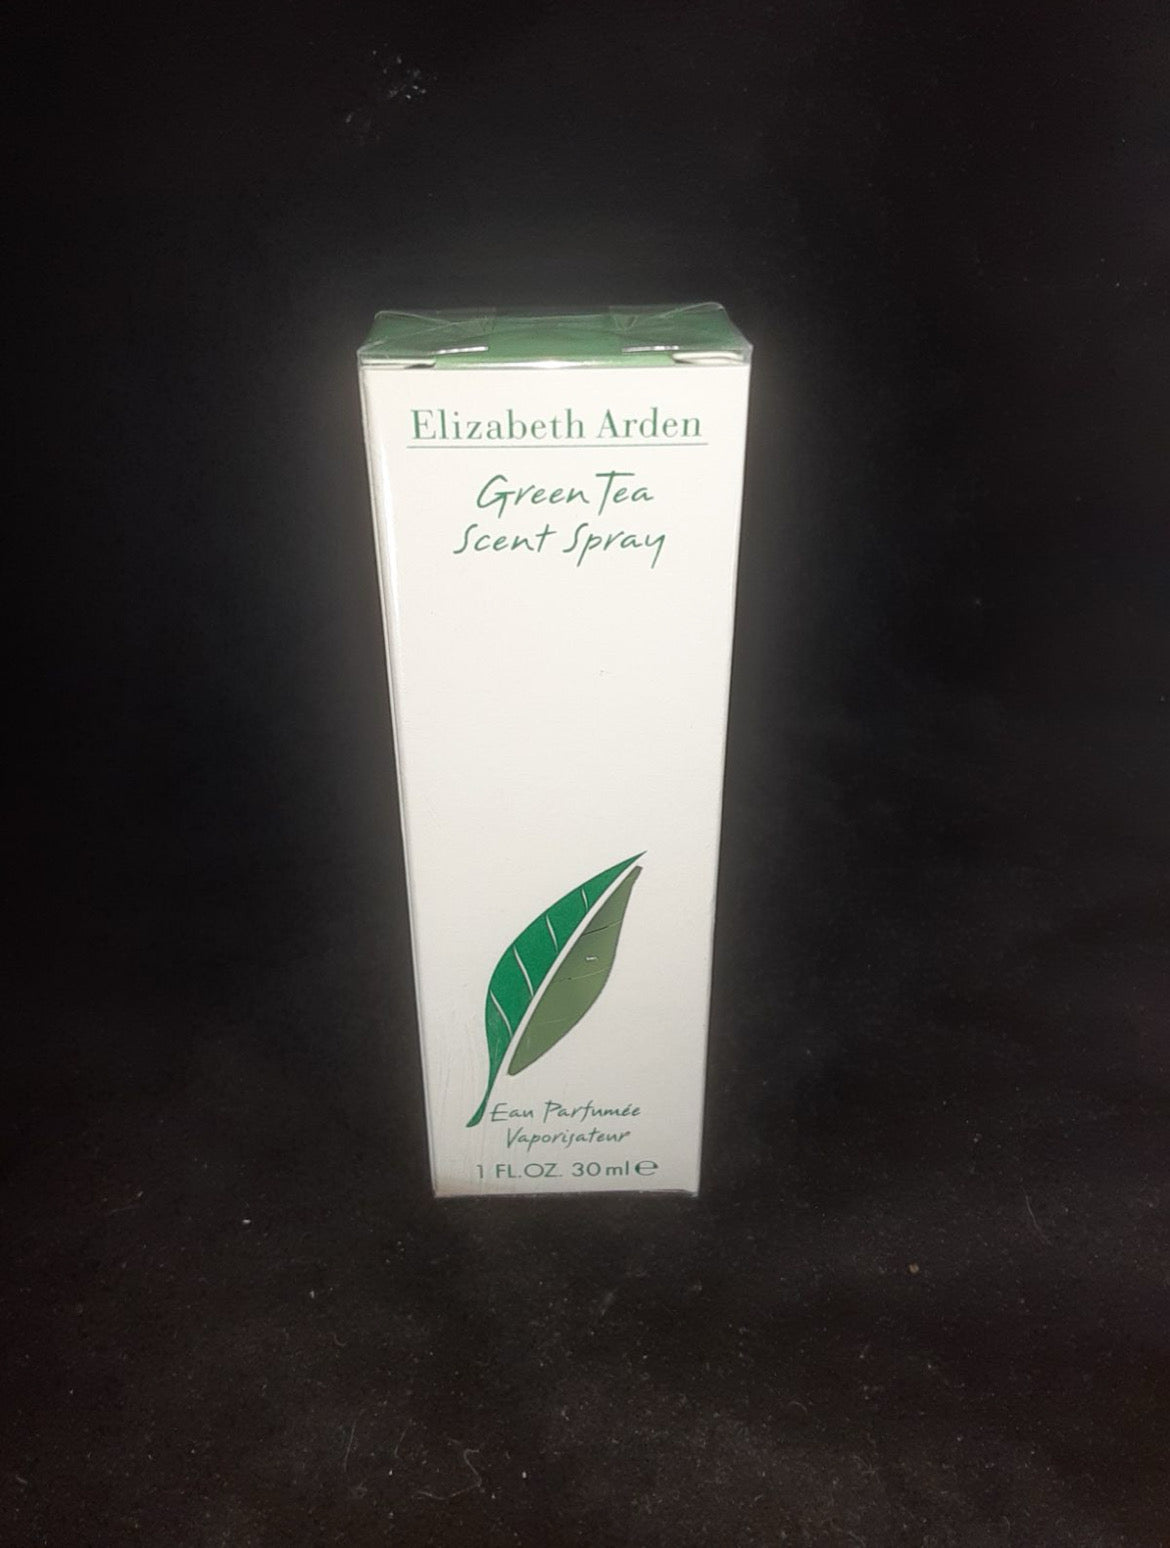 Elizabeth Arden
Green Tea
Scent Spray
Eau Parfumée
Vaporisateur
1 FL.OZ. 30 ml ℮